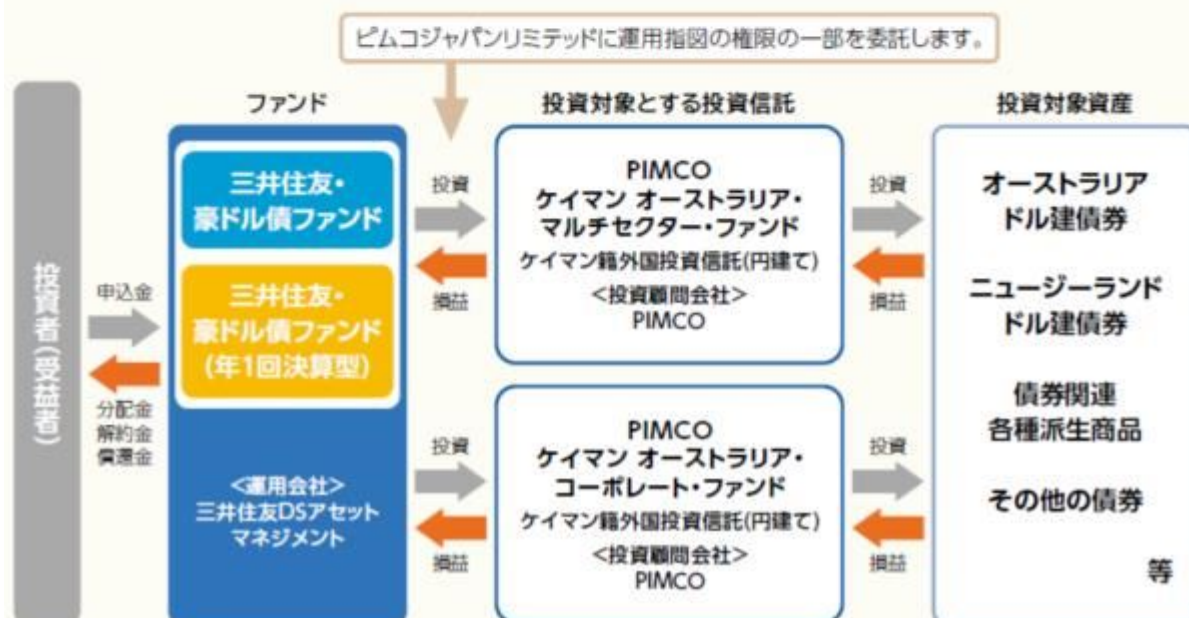 ピムコジャパンリミテッドに運用指図の権限の一部を委託します。
ファンド
投資対象とする投資信託
投資対象資産
投資者(受益者)
申込金
分配金
解約金
償還金
三井住友・
豪ドル債ファンド
三井住友・
豪ドル債ファンド
(年1回決算型)
<運用会社>
三井住友DSアセット
マネジメント
投資
損益
投資
損益
PIMCO
ケイマン オーストラリア・
マルチセクター・ファンド
ケイマン籍外国投資信託(円建て)
<投資顧問会社>
PIMCO
PIMCO
ケイマン オーストラリア・
コーポレート・ファンド
ケイマン籍外国投資信託(円建て)
<投資顧問会社>
PIMCO
投資
損益
投資
損益
オーストラリア
ドル建債券
ニュージーランド
ドル建債券
債券関連
各種派生商品
その他の債券
等